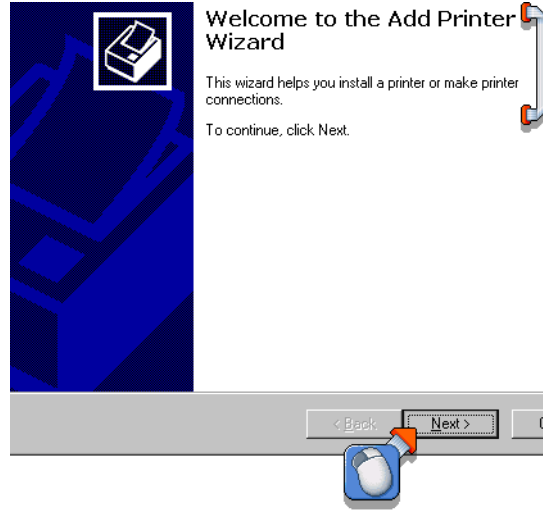 Welcome to the Add Printer
Wizard
This wizard helps you install a printer or make printer
connections.
To continue, click Next.
< Back
Next >